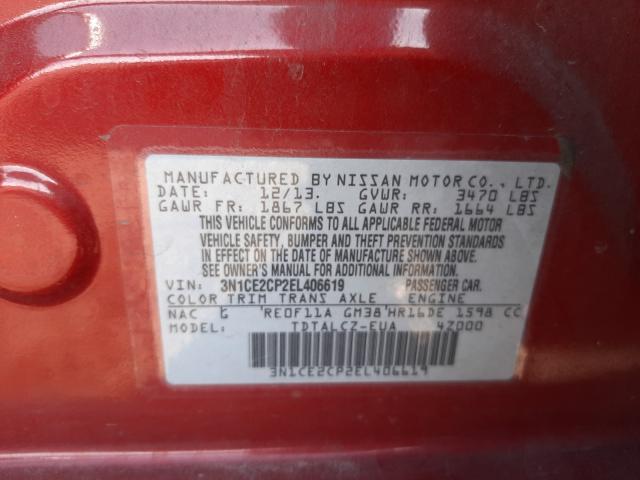 MANUFACTURED BY NISSAN MOTOR CO., LTD.
DATE: 12/13. GVWR: 3470 LBS
GAWR FR: 1867 LBS GAWR RR: 1664 LBS
THIS VEHICLE CONFORMS TO ALL APPLICABLE FEDERAL MOTOR
VEHICLE SAFETY, BUMPER AND THEFT PREVENTION STANDARDS
IN EFFECT ON THE DATE OF MANUFACTURE SHOWN ABOVE.
SEE OWNER'S MANUAL FOR ADDITIONAL INFORMATION.
VIN: 3N1CE2CP2EL406619 PASSENGER CAR.
COLOR TRIM TRANS AXLE ENGINE
NAC G RE0F11A GM38 HR16DE 1598 CC
MODEL: TDTALCZ-EUA 4Z000
3N1CE2CP2EL406619